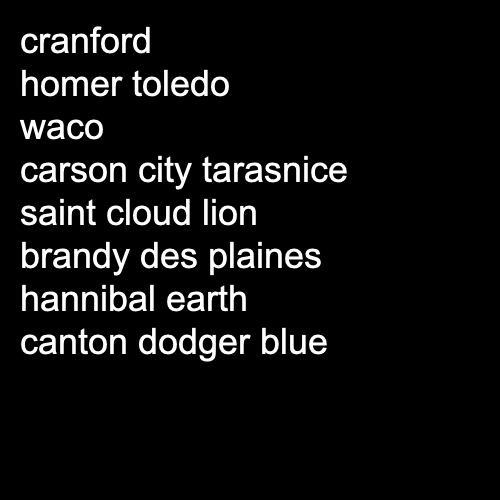 cranford
homer toledo
waco
carson city tarasnice
saint cloud lion
brandy des plaines
hannibal earth
canton dodger blue